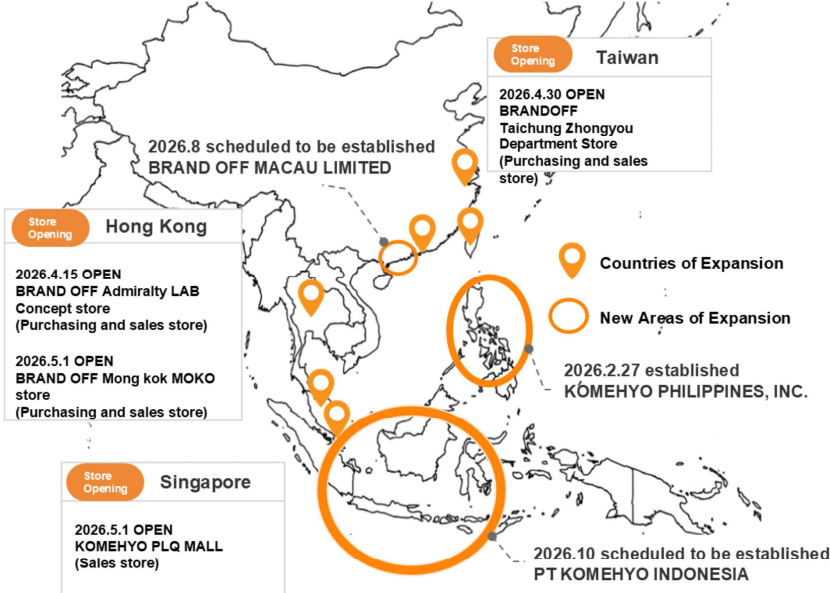 Store
Opening
Taiwan
2026.4.30 OPEN
BRANDOFF
Taichung Zhongyou
Department Store
(Purchasing and sales
store)
2026.8 scheduled to be established
BRAND OFF MACAU LIMITED
Store
Opening
Hong Kong
2026.4.15 OPEN
BRAND OFF Admiralty LAB
Concept store
(Purchasing and sales store)
2026.5.1 OPEN
BRAND OFF Mong kok MOKO
store
(Purchasing and sales store)
Countries of Expansion
New Areas of Expansion
2026.2.27 established
KOMEHYO PHILIPPINES, INC.
Store
Opening
Singapore
2026.5.1 OPEN
KOMEHYO PLQ MALL
(Sales store)
2026.10 scheduled to be established
PT KOMEHYO INDONESIA